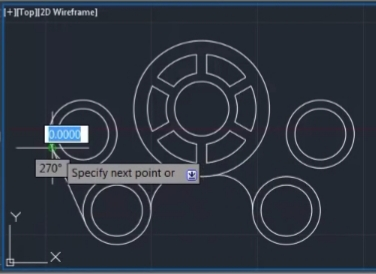 [+][Top][2D Wireframe]
0.0000
270°
Specify next point or
Y
X